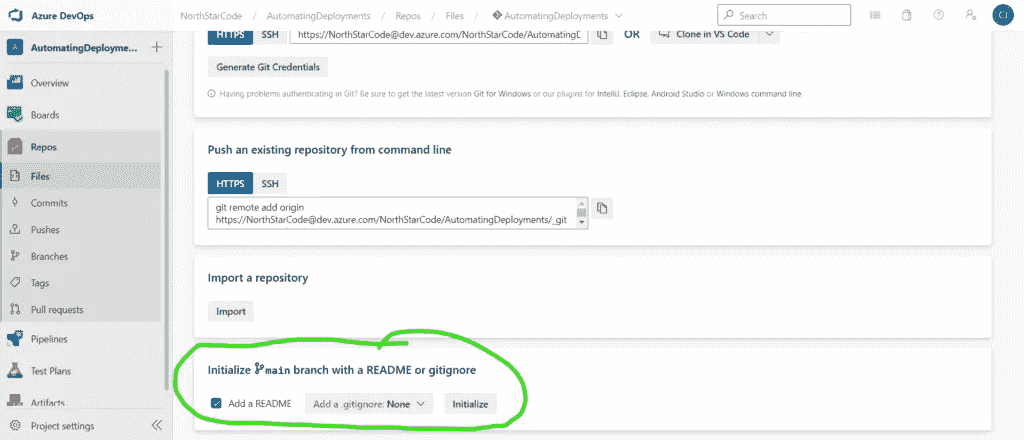 Azure DevOps
NorthStarCode / AutomatingDeployments / Repos / Files / AutomatingDeployments
Search
CJ
A AutomatingDeployme... +
Overview
Boards
Repos
Files
Commits
Pushes
Branches
Tags
Pull requests
Pipelines
Test Plans
Artifacts
Project settings
HTTPS SSH https://NorthStarCode@dev.azure.com/NorthStarCode/AutomatingD OR Clone in VS Code
Generate Git Credentials
Having problems authenticating in Git? Be sure to get the latest version Git for Windows or our plugins for IntelliJ, Eclipse, Android Studio or Windows command line.
Push an existing repository from command line
HTTPS SSH
git remote add origin
https://NorthStarCode@dev.azure.com/NorthStarCode/AutomatingDeployments/_git
Import a repository
Import
Initialize main branch with a README or gitignore
Add a README Add a .gitignore: None Initialize